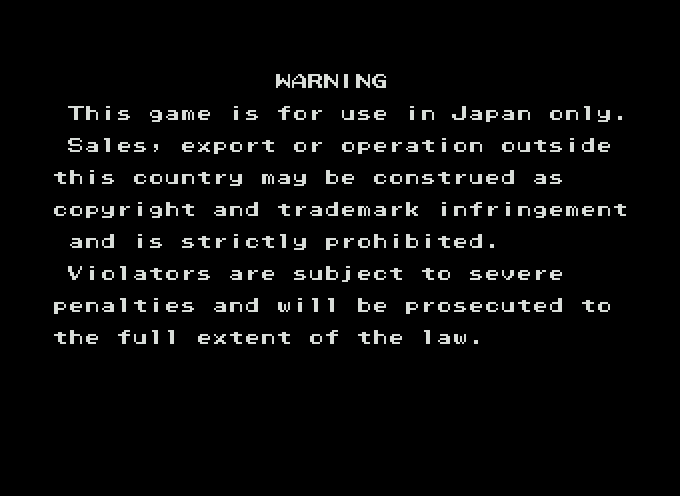 WARNING
This game is for use in Japan only.
Sales, export or operation outside
this country may be construed as
copyright and trademark infringement
and is strictly prohibited.
Violators are subject to severe
penalties and will be prosecuted to
the full extent of the law.